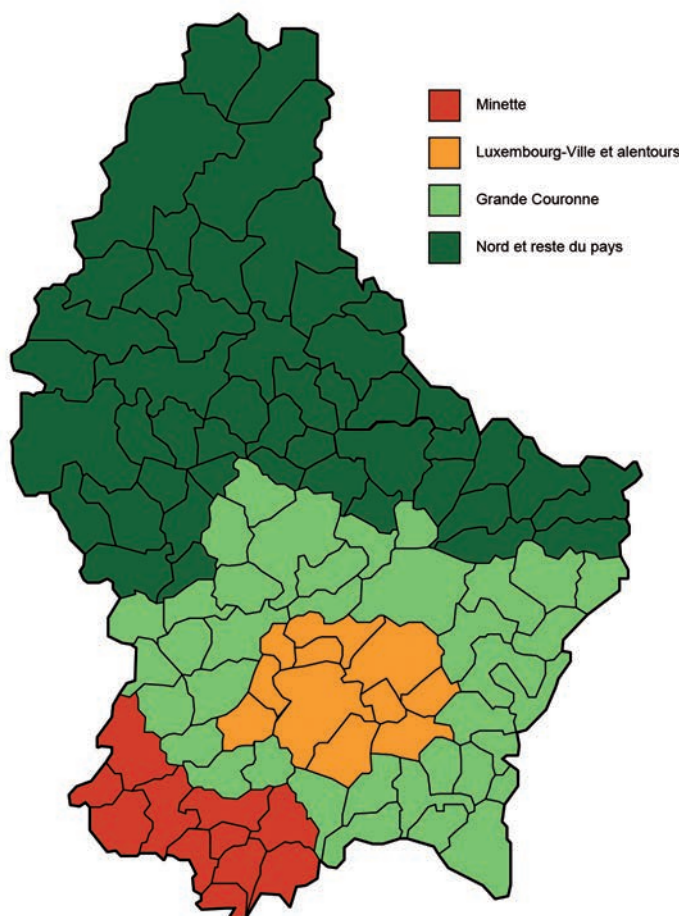 Minette
Luxembourg-Ville et alentours
Grande Couronne
Nord et reste du pays